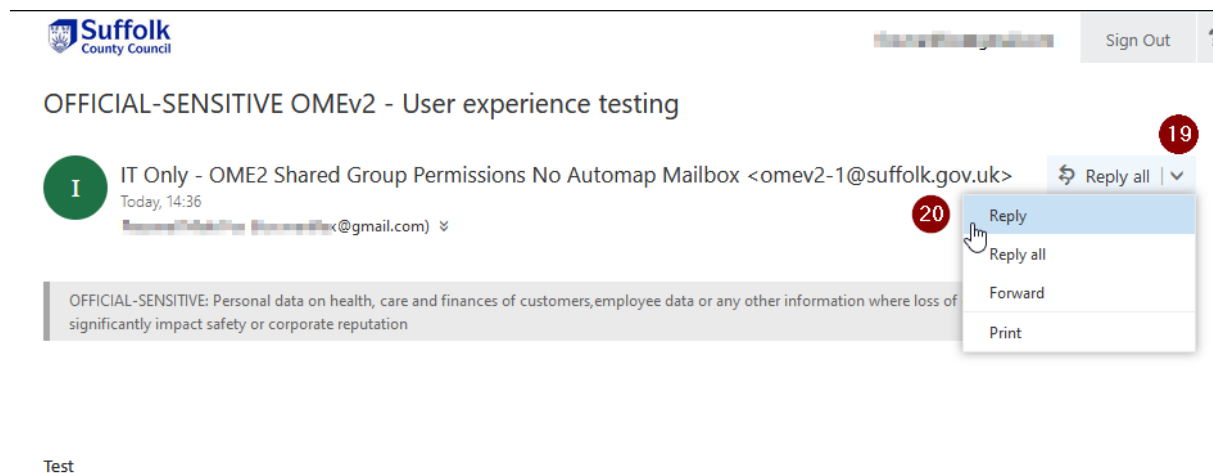 Suffolk
County Council
Sign Out
OFFICIAL-SENSITIVE OMEv2 - User experience testing
19
IT Only - OME2 Shared Group Permissions No Automap Mailbox <omev2-1@suffolk.gov.uk>
Reply all
I
Today, 14:36
20
Reply
@gmail.com)
Reply all
OFFICIAL-SENSITIVE: Personal data on health, care and finances of customers,employee data or any other information where loss of
Forward
significantly impact safety or corporate reputation
Print
Test